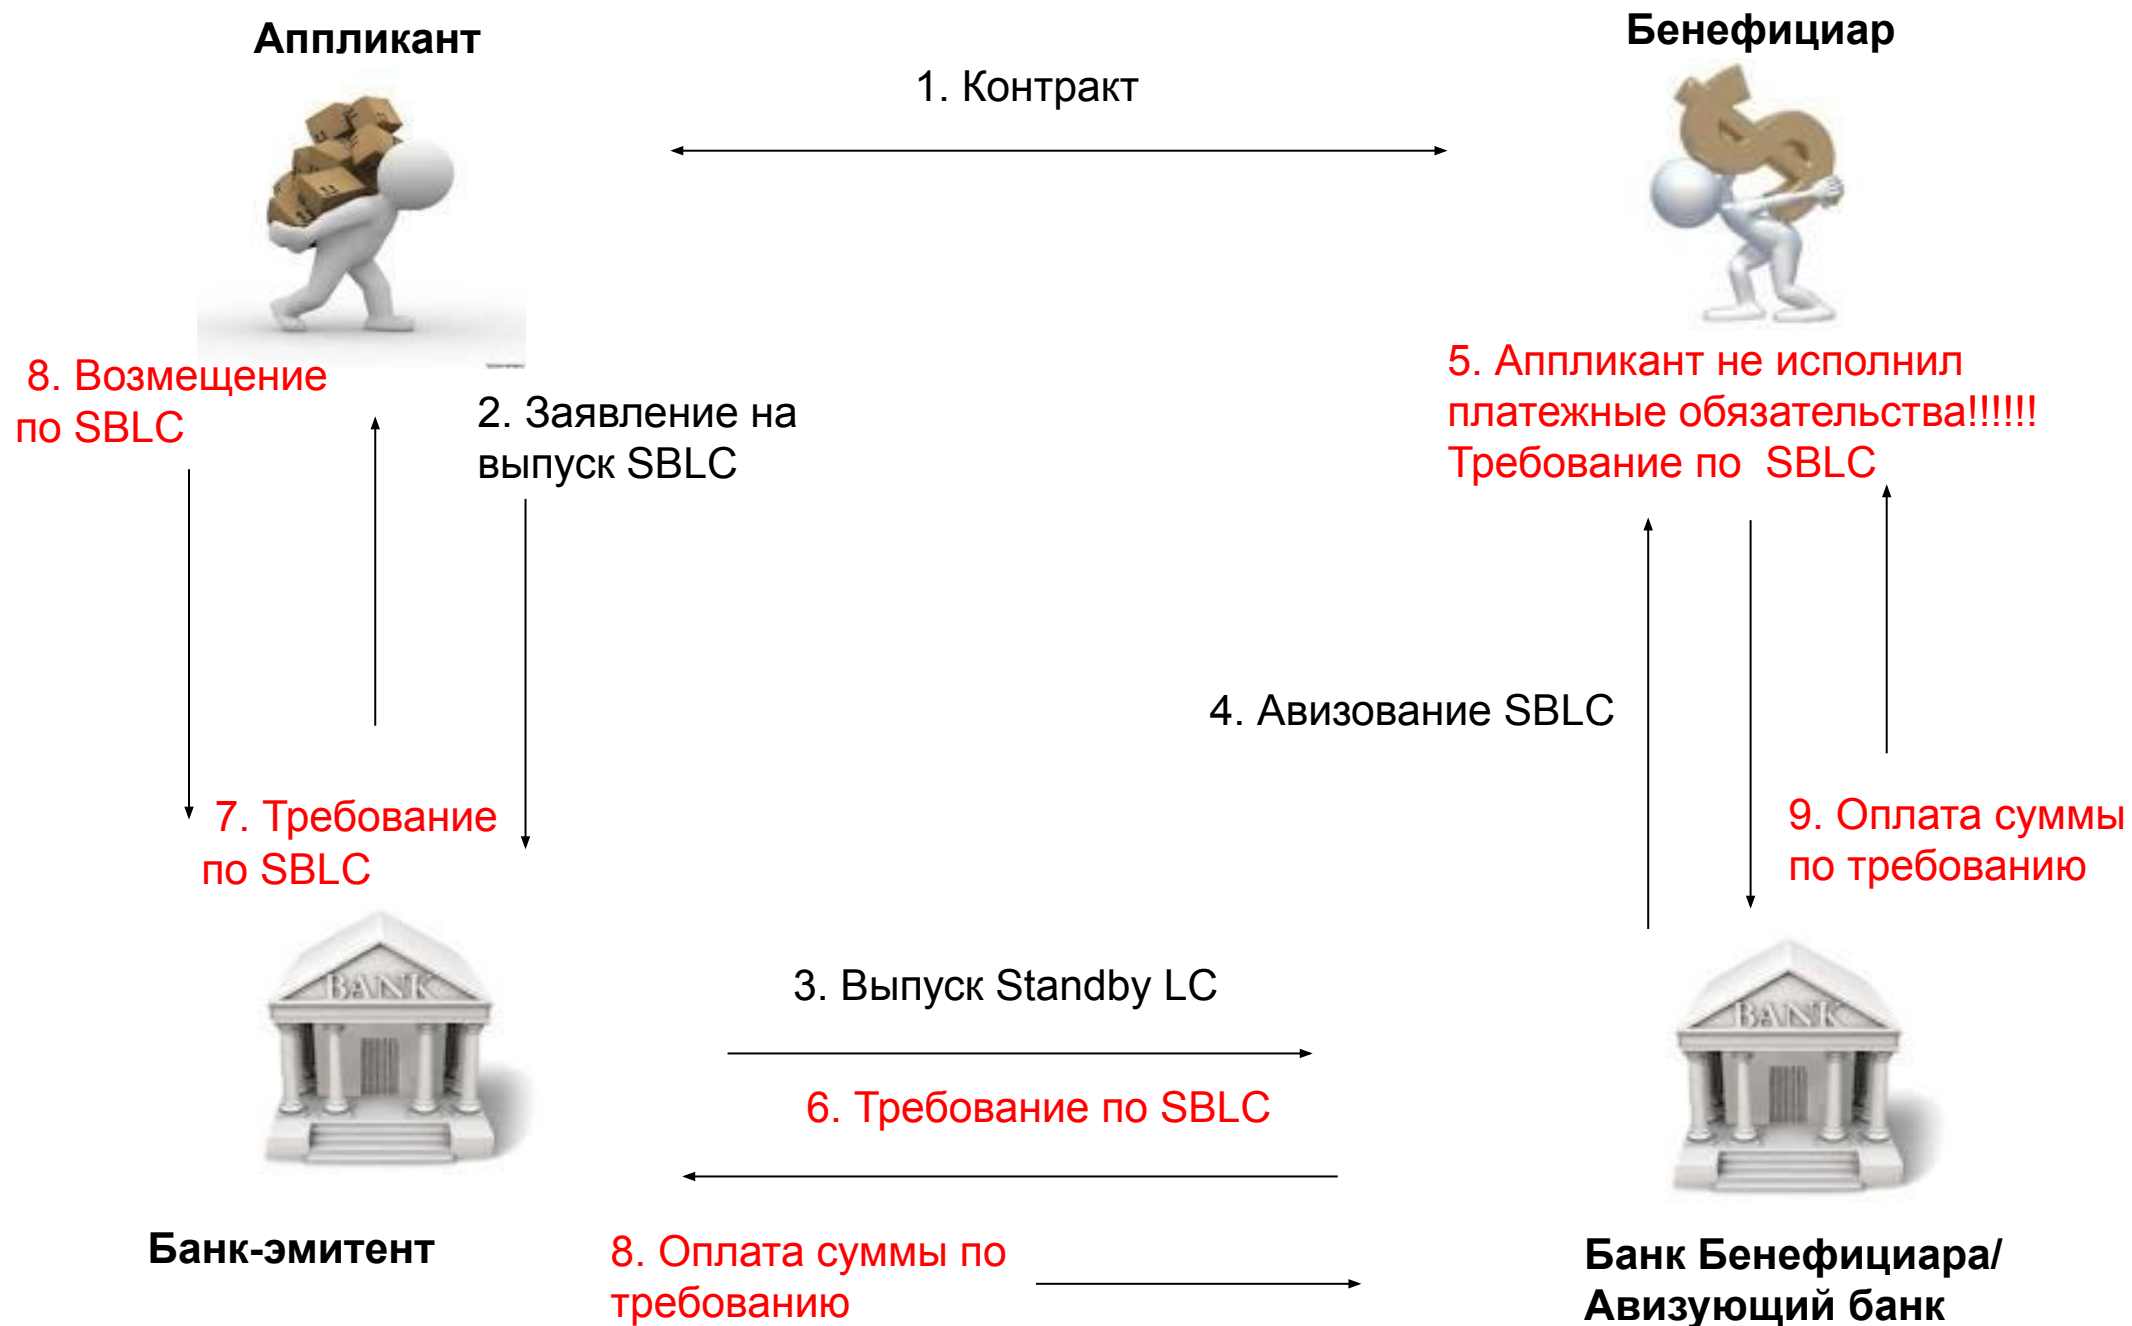 Аппликант
Бенефициар
1. Контракт
8. Возмещение
по SBLC
2. Заявление на
выпуск SBLC
5. Аппликант не исполнил
платежные обязательства!!!!!!
Требование по  SBLC
4. Авизование SBLC
7. Требование
по SBLC
9. Оплата суммы
по требованию
BANK
BANK
3. Выпуск Standby LC
6. Требование по SBLC
Банк-эмитент
8. Оплата суммы по
требованию
Банк Бенефициара/
Авизующий банк